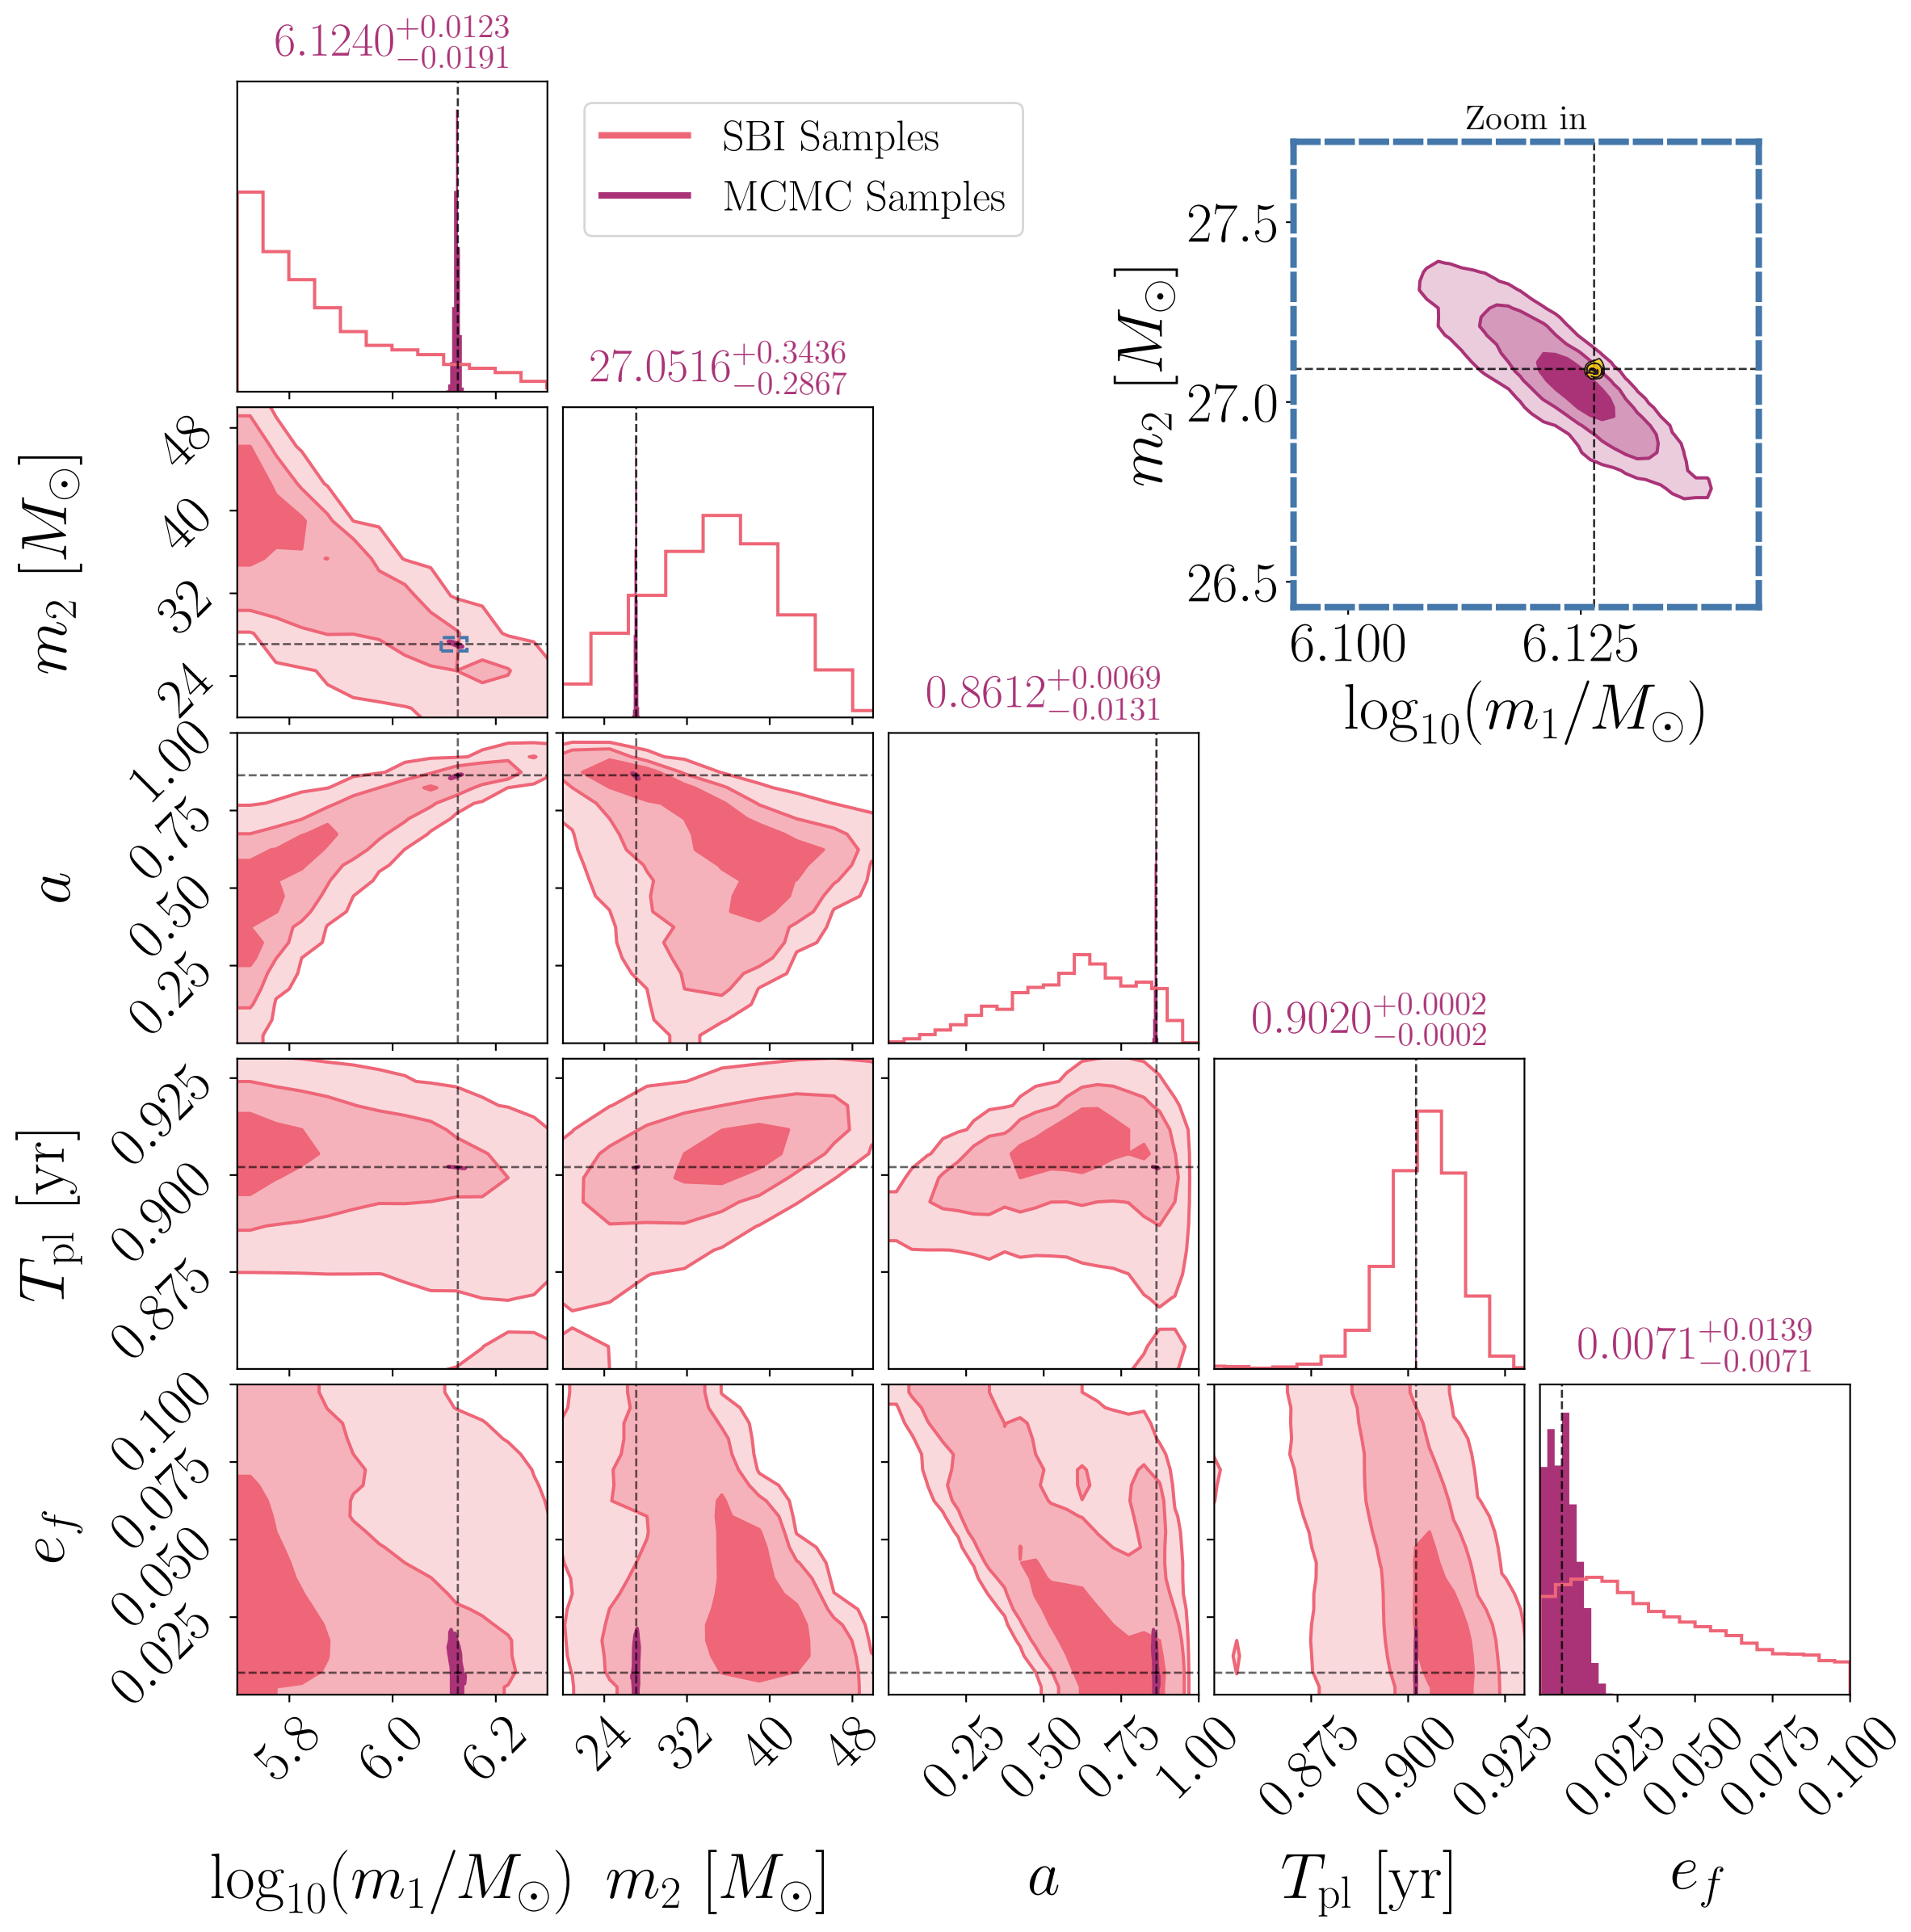 6.1240+0.0123−0.0191
SBI Samples
MCMC Samples
Zoom in
27.5
27.0
26.5
m2 [M⊙]
6.100 6.125
log10(m1/M⊙)
27.0516+0.3436−0.2867
48
40
32
24
m2 [M⊙]
0.8612+0.0069−0.0131
1.00
0.75
0.50
0.25
a
0.9020+0.0002−0.0002
0.925
0.900
0.875
Tpl [yr]
0.0071+0.0139−0.0071
0.100
0.075
0.050
0.025
ef
5.8 6.0 6.2 24 32 40 48 0.25 0.50 0.75 1.00 0.875 0.900 0.925 0.025 0.050 0.075 0.100
log10(m1/M⊙) m2 [M⊙] a Tpl [yr] ef